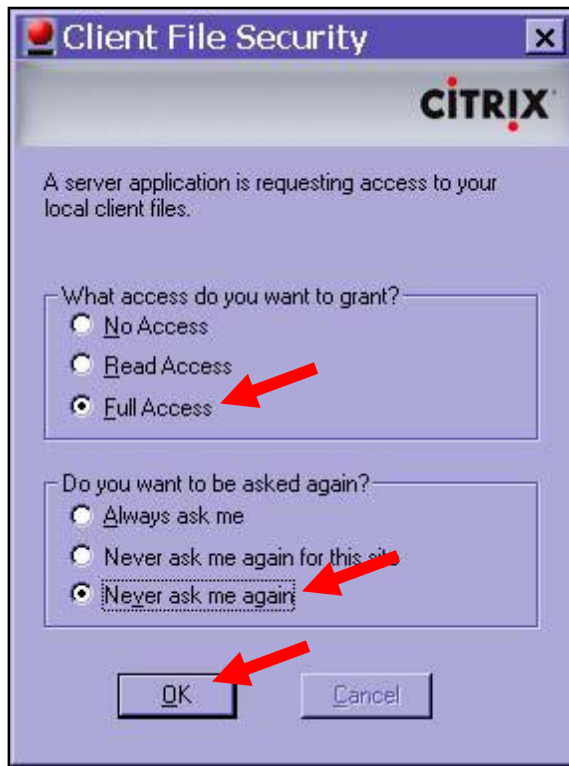 Client File Security
CITRIX
A server application is requesting access to your
local client files.
What access do you want to grant?
No Access
Read Access
Full Access
Do you want to be asked again?
Always ask me
Never ask me again for this site
Never ask me again
OK
Cancel